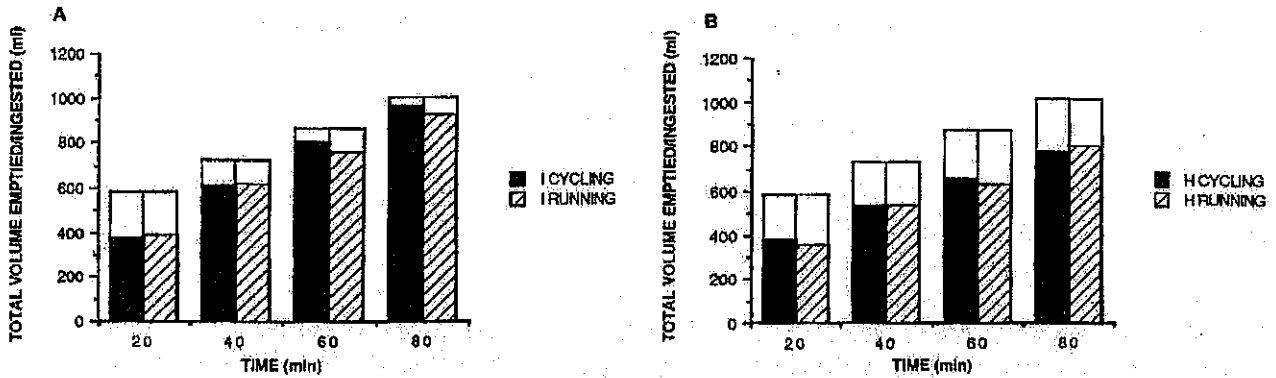 A
TOTAL VOLUME EMPTIED/INGESTED (ml)
1200
1000
800
600
400
200
0
20 40 60 80
TIME (min)
I CYCLING
I RUNNING
B
TOTAL VOLUME EMPTIED/INGESTED (ml)
1200
1000
800
600
400
200
0
20 40 60 80
TIME (min)
H CYCLING
H RUNNING